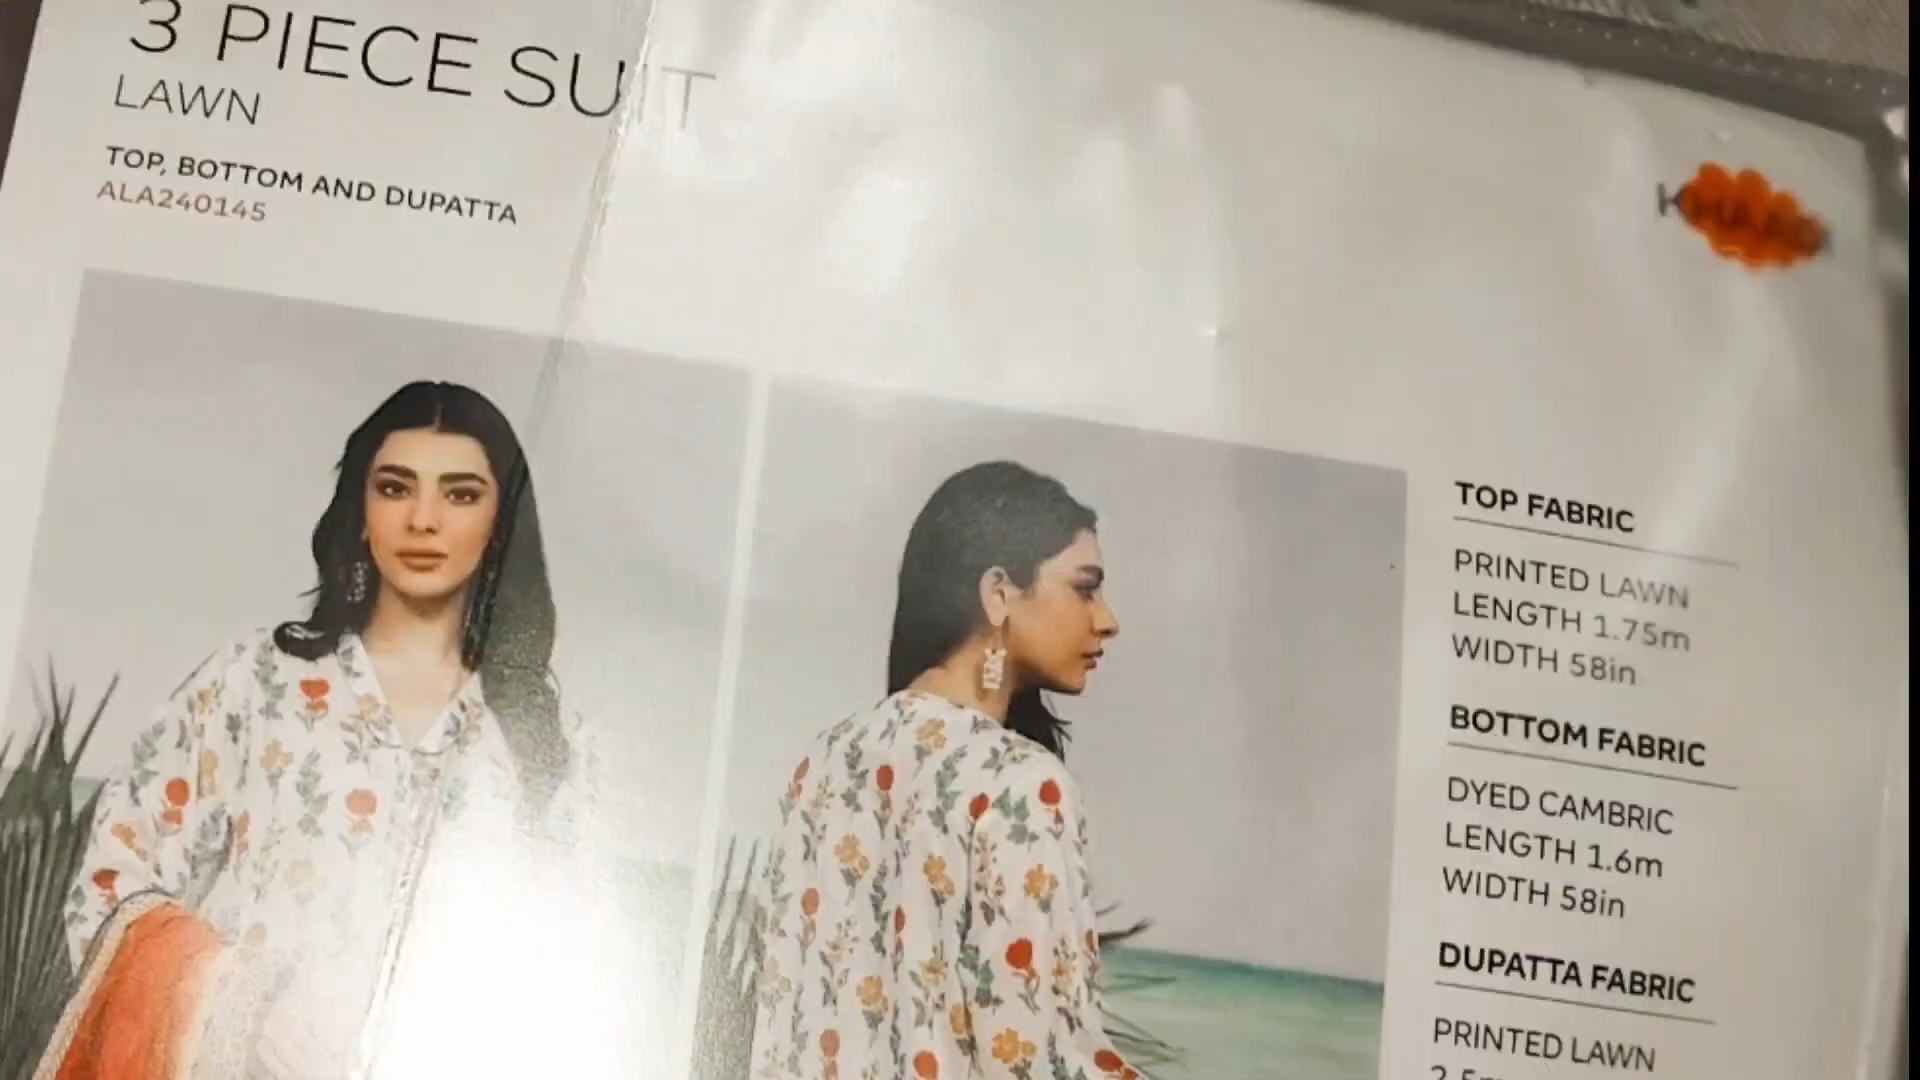 3 PIECE SUIT
LAWN
TOP, BOTTOM AND DUPATTA
ALA240145
TOP FABRIC
PRINTED LAWN
LENGTH 1.75m
WIDTH 58in
BOTTOM FABRIC
DYED CAMBRIC
LENGTH 1.6m
WIDTH 58in
DUPATTA FABRIC
PRINTED LAWN